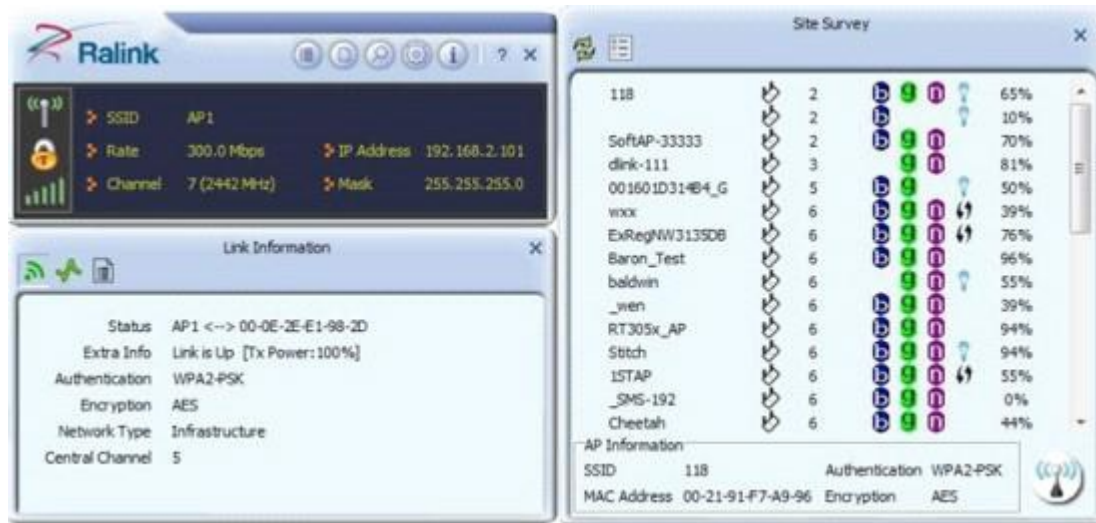 Ralink
? ×
SSID AP1
Rate 300.0 Mbps IP Address 192.168.2.101
Channel 7 (2442 MHz) Mask 255.255.255.0
Link Information
Status AP1 <--> 00-0E-2E-E1-98-2D
Extra Info Link is Up [Tx Power:100%]
Authentication WPA2-PSK
Encryption AES
Network Type Infrastructure
Central Channel 5
Site Survey
118 2 b g n 65%
2 b 10%
SoftAP-33333 2 b g n 70%
dlink-111 3 g n 81%
001601D314B4_G 5 b g 50%
wxx 6 b g n 39%
ExRegNW3135DB 6 b g n 76%
Baron_Test 6 b g n 96%
baldwin 6 g n 55%
_wen 6 b g n 39%
RT305x_AP 6 b g n 94%
Stitch 6 b g n 94%
1STAP 6 b g n 55%
_SMS-192 6 b g n 0%
Cheetah 6 b g n 44%
AP Information
SSID 118 Authentication WPA2-PSK
MAC Address 00-21-91-F7-A9-96 Encryption AES